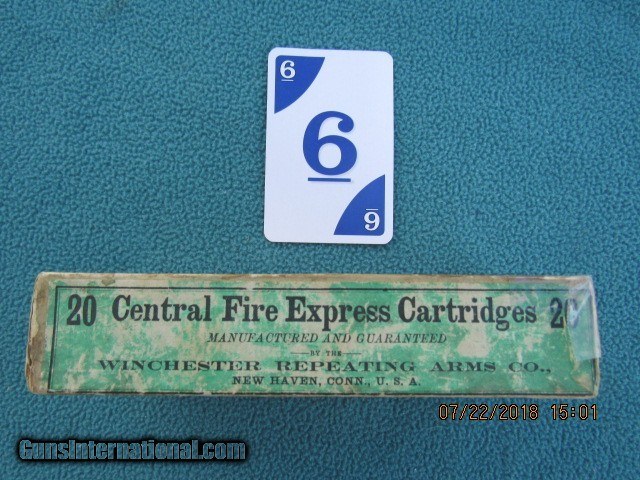 6
6
6
20 Central Fire Express Cartridges 20
MANUFACTURED AND GUARANTEED
BY THE
WINCHESTER REPEATING ARMS CO.,
NEW HAVEN, CONN., U. S. A.
07/22/2018 15:01
GunsInternational.com